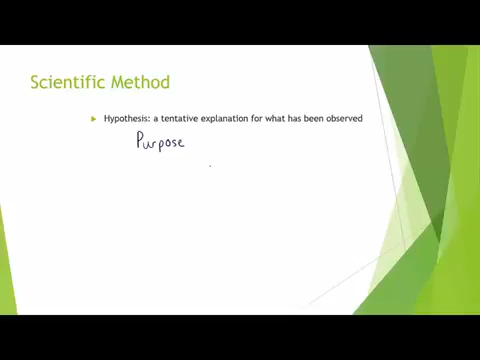 Scientific Method
Hypothesis: a tentative explanation for what has been observed
Purpose